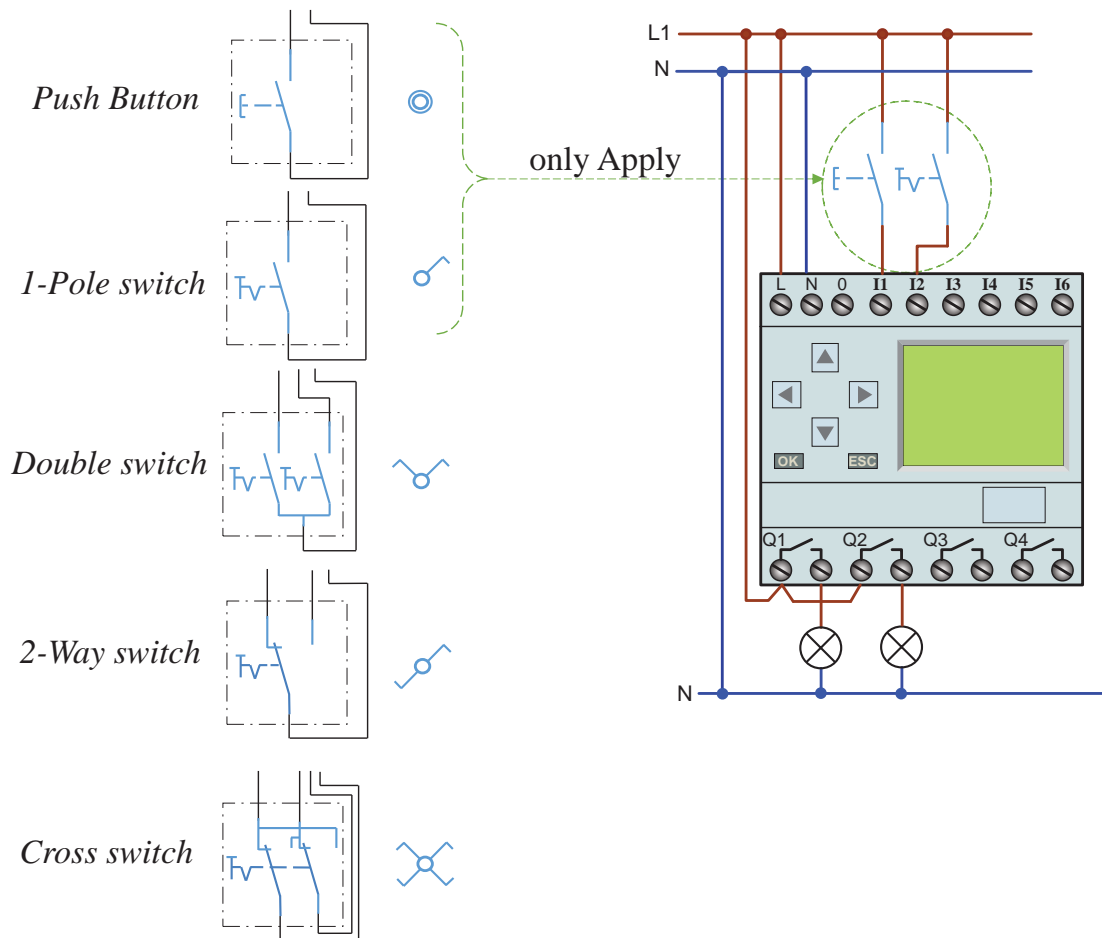 Push Button
1-Pole switch
Double switch
2-Way switch
Cross switch
only Apply
L1
N
L N 0 I1 I2 I3 I4 I5 I6
OK ESC
Q1 Q2 Q3 Q4
N